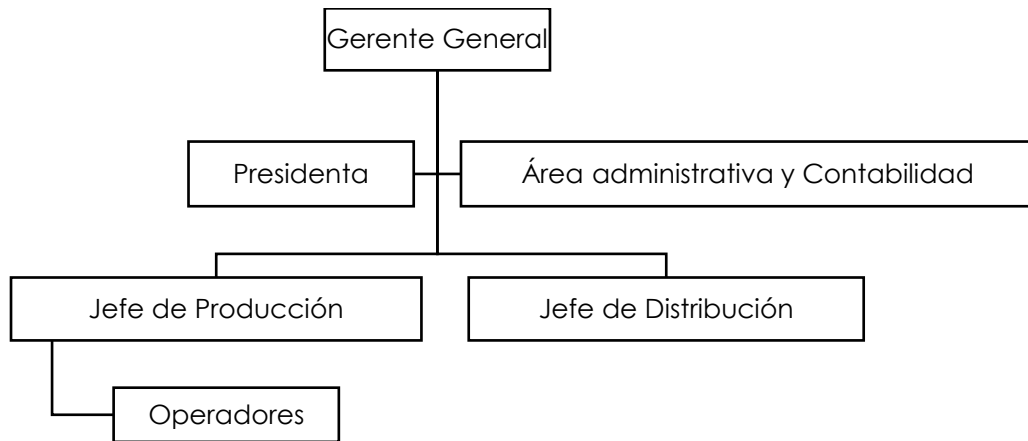 Gerente General
Presidenta
Área administrativa y Contabilidad
Jefe de Producción
Jefe de Distribución
Operadores